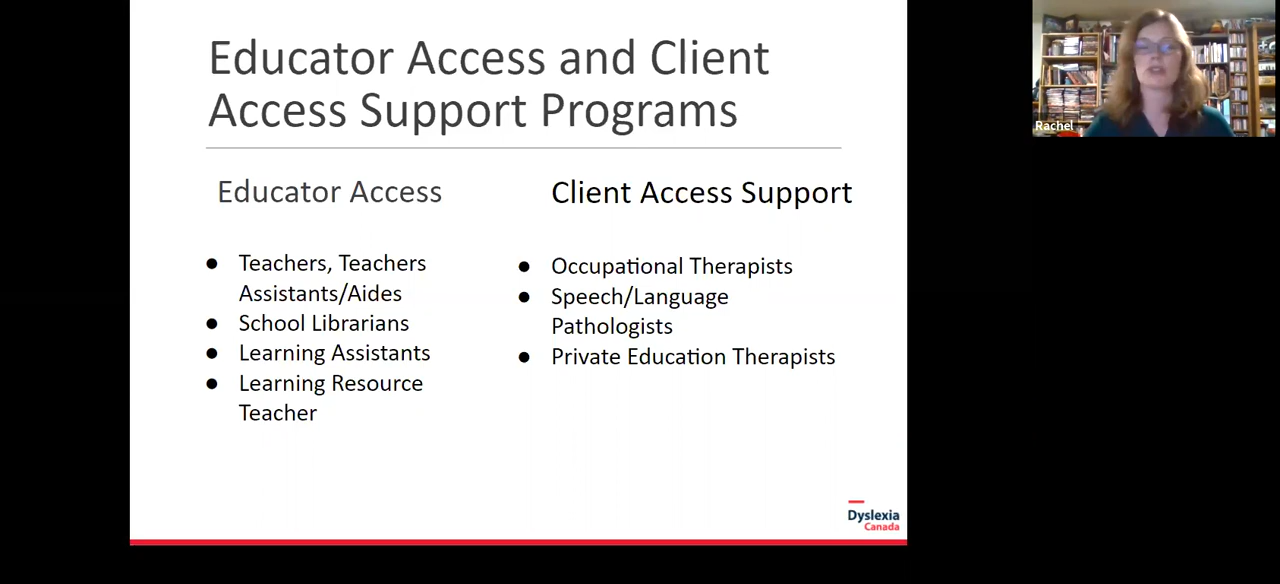 Educator Access and Client
Access Support Programs
Educator Access
● Teachers, Teachers
Assistants/Aides
● School Librarians
● Learning Assistants
● Learning Resource
Teacher
Client Access Support
● Occupational Therapists
● Speech/Language
Pathologists
● Private Education Therapists
Dyslexia
Canada
Rachel